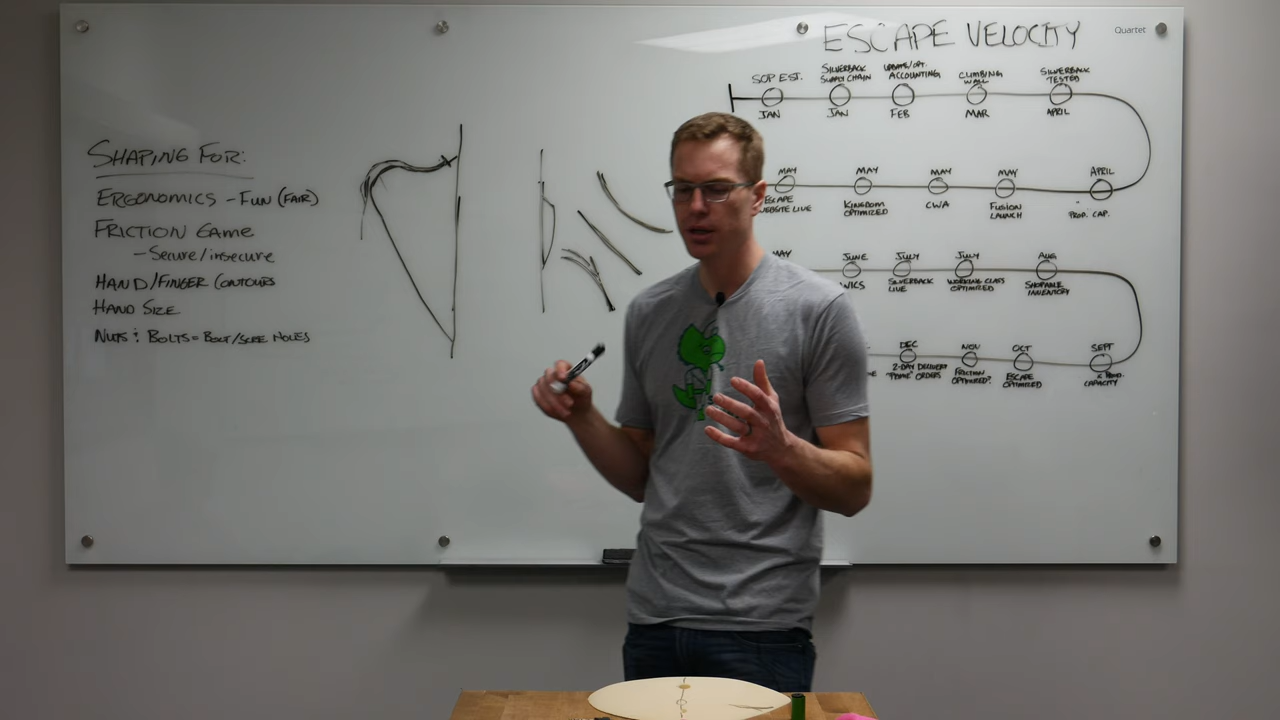 ESCAPE VELOCITY
Quartet
SHAPING FOR:
ERGONOMICS - FUN (FAIR)
FRICTION GAME
- Secure/insecure
HAND/FINGER CONTOURS
HAND SIZE
NUTS & BOLTS = BOLT/SCREW HOLES
SOP EST.
JAN
SILVERBACK
SUPPLY CHAIN
JAN
UPDATE/OPT.
ACCOUNTING
FEB
CLIMBING
WALL
MAR
SILVERBACK
TESTED
APRIL
MAY
ESCAPE
WEBSITE LIVE
MAY
KINGDOM
OPTIMIZED
MAY
CWA
MAY
FUSION
LAUNCH
APRIL
PROD. CAP.
MAY
JUNE
JULY
SILVERBACK
LIVE
JULY
WORKING CLASS
OPTIMIZED
AUG
SHOPABLE
INVENTORY
DEC
2-DAY DELIVERY
"PRIME" ORDERS
NOV
FRICTION
OPTIMIZED?
OCT
ESCAPE
OPTIMIZED
SEPT
CAPACITY